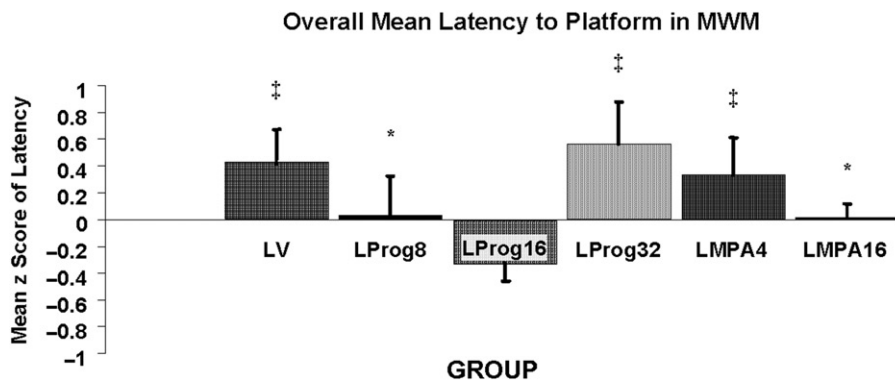 Overall Mean Latency to Platform in MWM
Mean z Score of Latency
1
0.8
0.6
0.4
0.2
0
–0.2
–0.4
–0.6
–0.8
–1
‡
*
‡
‡
*
LV
LProg8
LProg16
LProg32
LMPA4
LMPA16
GROUP